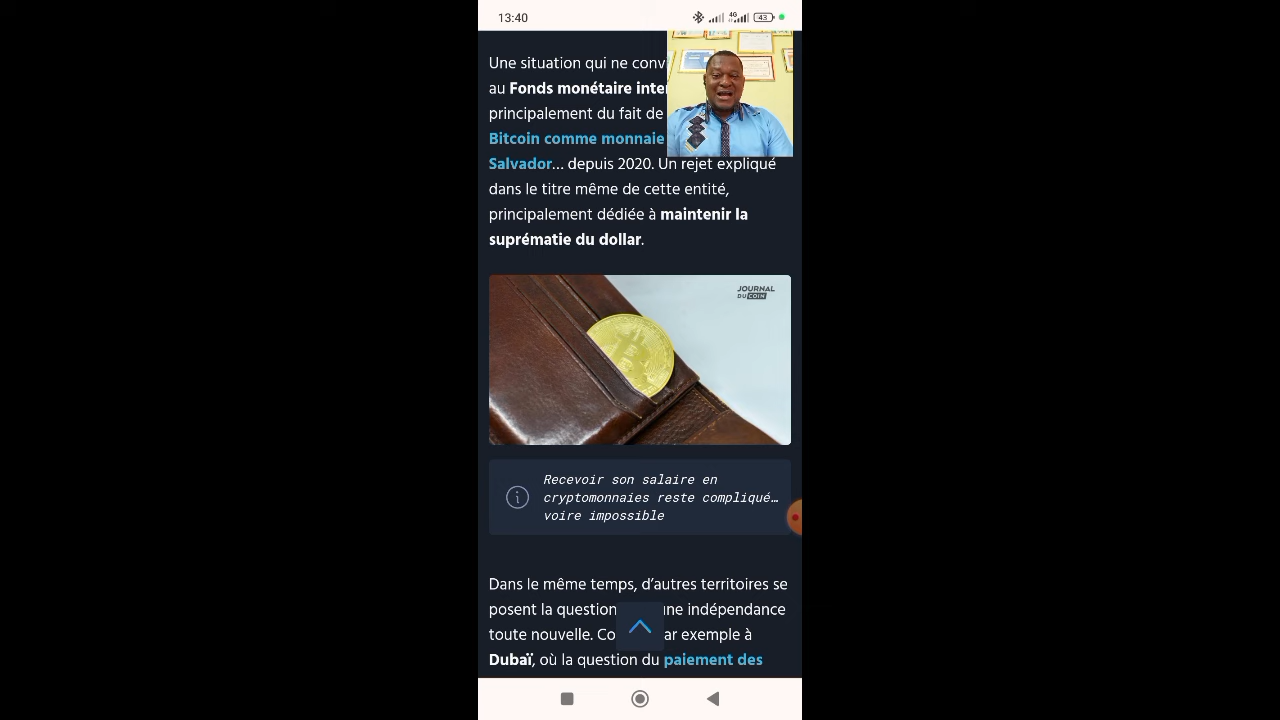 13:40
4G
43
Une situation qui ne conv
au Fonds monétaire inter
principalement du fait de
Bitcoin comme monnaie
Salvador... depuis 2020. Un rejet expliqué
dans le titre même de cette entité,
principalement dédiée à maintenir la
suprématie du dollar.
JOURNAL
DU COIN
Recevoir son salaire en
cryptomonnaies reste compliqué…
voire impossible
Dans le même temps, d'autres territoires se
posent la question ne indépendance
toute nouvelle. Co ar exemple à
Dubaï, où la question du paiement des